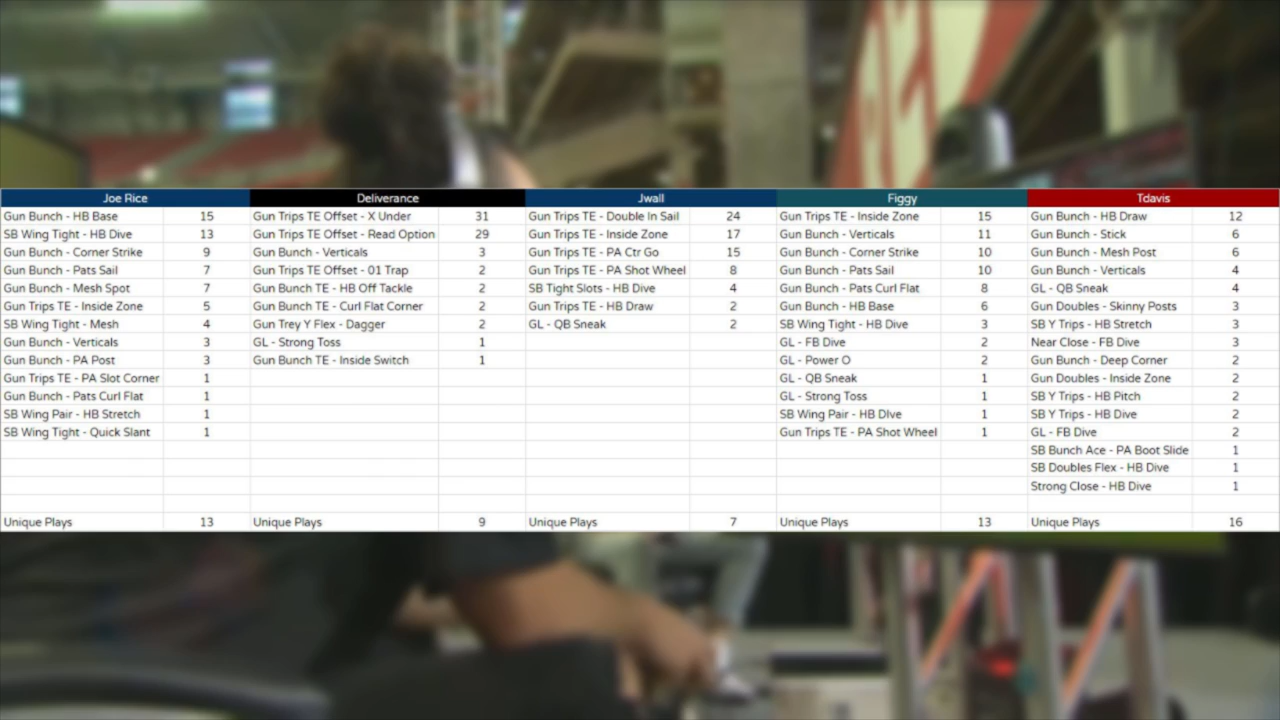 Joe Rice Deliverance Jwall Figgy Tdavis
Gun Bunch - HB Base 15 Gun Trips TE Offset - X Under 31 Gun Trips TE - Double In Sail 24 Gun Trips TE - Inside Zone 15 Gun Bunch - HB Draw 12
SB Wing Tight - HB Dive 13 Gun Trips TE Offset - Read Option 29 Gun Trips TE - Inside Zone 17 Gun Bunch - Verticals 11 Gun Bunch - Stick 6
Gun Bunch - Corner Strike 9 Gun Bunch - Verticals 3 Gun Trips TE - PA Ctr Go 15 Gun Bunch - Corner Strike 10 Gun Bunch - Mesh Post 6
Gun Bunch - Pats Sail 7 Gun Trips TE Offset - 01 Trap 2 Gun Trips TE - PA Shot Wheel 8 Gun Bunch - Pats Sail 10 Gun Bunch - Verticals 4
Gun Bunch - Mesh Spot 7 Gun Bunch TE - HB Off Tackle 2 SB Tight Slots - HB Dive 4 Gun Bunch - Pats Curl Flat 8 GL - QB Sneak 4
Gun Trips TE - Inside Zone 5 Gun Bunch TE - Curl Flat Corner 2 Gun Trips TE - HB Draw 2 Gun Bunch - HB Base 6 Gun Doubles - Skinny Posts 3
SB Wing Tight - Mesh 4 Gun Trey Y Flex - Dagger 2 GL - QB Sneak 2 SB Wing Tight - HB Dive 3 SB Y Trips - HB Stretch 3
Gun Bunch - Verticals 3 GL - Strong Toss 1 GL - FB Dive 2 Near Close - FB Dive 3
Gun Bunch - PA Post 3 Gun Bunch TE - Inside Switch 1 GL - Power O 2 Gun Bunch - Deep Corner 2
Gun Trips TE - PA Slot Corner 1 GL - QB Sneak 1 Gun Doubles - Inside Zone 2
Gun Bunch - Pats Curl Flat 1 GL - Strong Toss 1 SB Y Trips - HB Pitch 2
SB Wing Pair - HB Stretch 1 SB Wing Pair - HB DIve 1 SB Y Trips - HB Dive 2
SB Wing Tight - Quick Slant 1 Gun Trips TE - PA Shot Wheel 1 GL - FB Dive 2
SB Bunch Ace - PA Boot Slide 1
SB Doubles Flex - HB Dive 1
Strong Close - HB Dive 1
Unique Plays 13 Unique Plays 9 Unique Plays 7 Unique Plays 13 Unique Plays 16